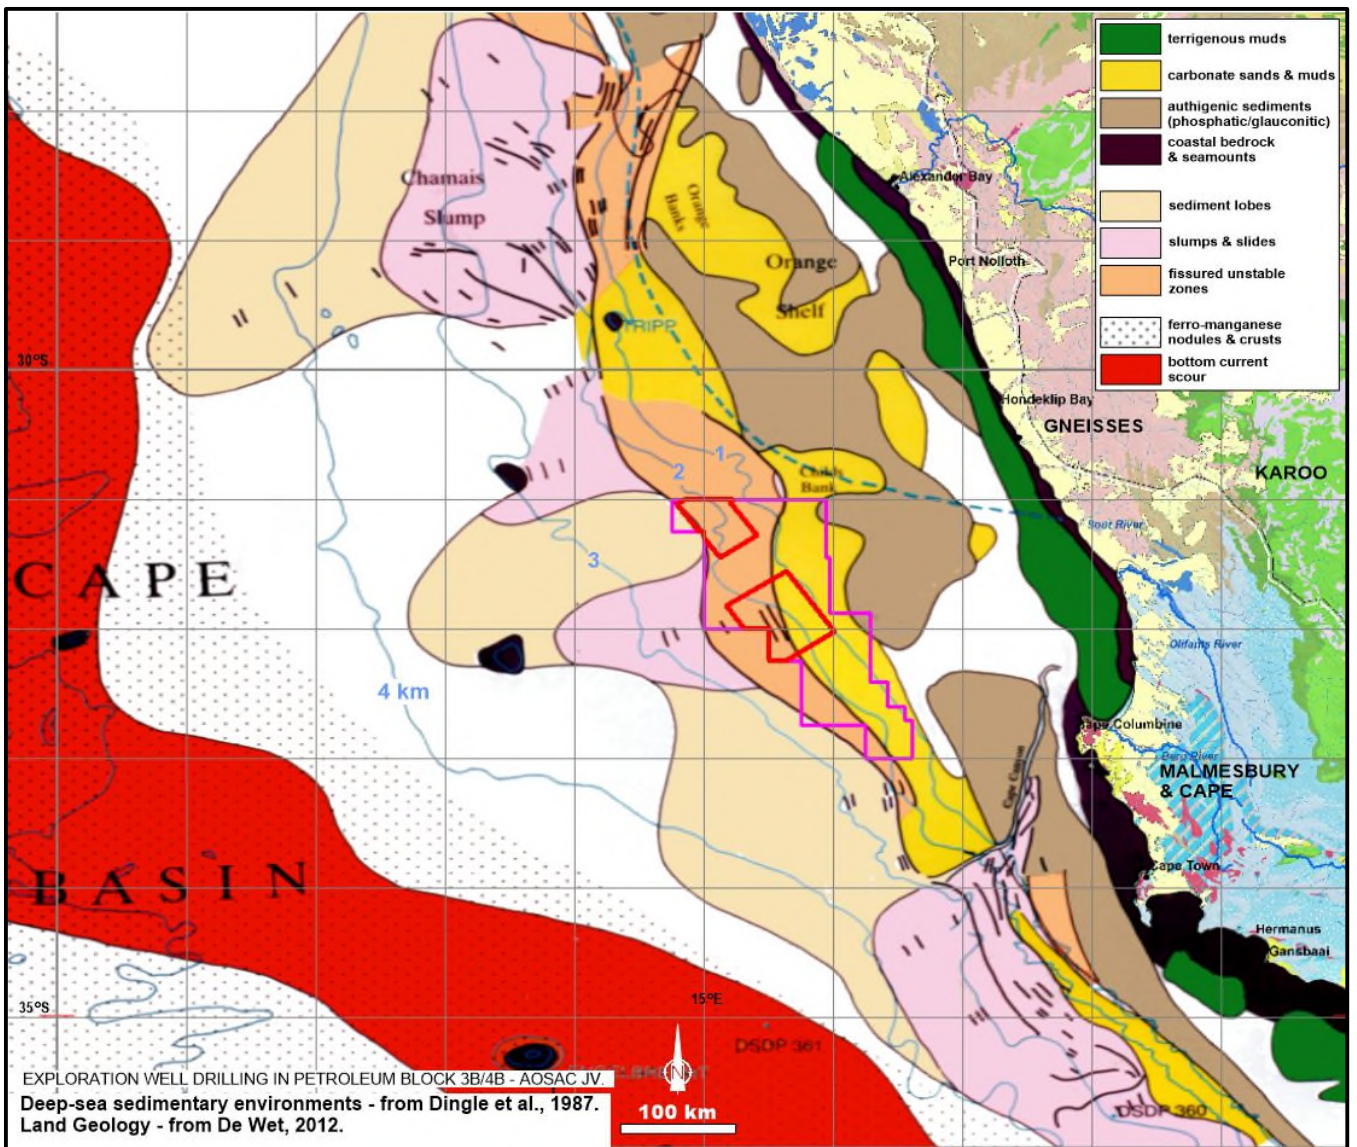 terrigenous muds
carbonate sands & muds
authigenic sediments
(phosphatic/glauconitic)
coastal bedrock
& seamounts
sediment lobes
slumps & slides
fissured unstable
zones
ferro-manganese
nodules & crusts
bottom current
scour
Chamais
Slump
Orange
Banks
Alexander Bay
Port Nolloth
Orange
Shelf
TRIPP
30°S
Hondeklip Bay
GNEISSES
KAROO
1
2
Childs
Bank
Sout River
3
CAPE
Olifants River
4 km
Cape Columbine
Berg River
Cape Canyon
MALMESBURY
& CAPE
Cape Town
BASIN
Hermanus
Gansbaai
15°E
35°S
DSDP 361
N
EXPLORATION WELL DRILLING IN PETROLEUM BLOCK 3B/4B - AOSAC JV.
Deep-sea sedimentary environments - from Dingle et al., 1987.
Land Geology - from De Wet, 2012.
100 km
DSDP 360